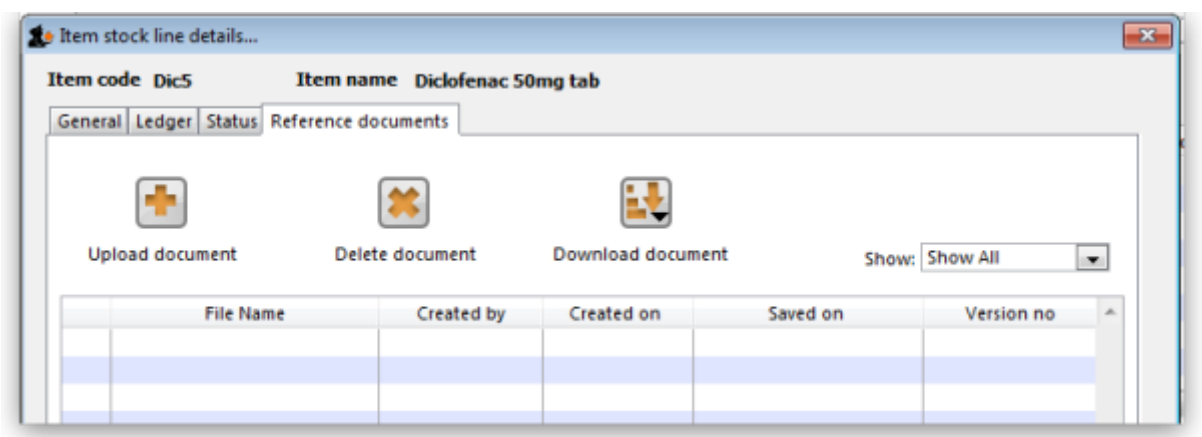 Item stock line details...
Item code Dic5 Item name Diclofenac 50mg tab
General Ledger Status Reference documents
Upload document Delete document Download document Show: Show All
File Name Created by Created on Saved on Version no